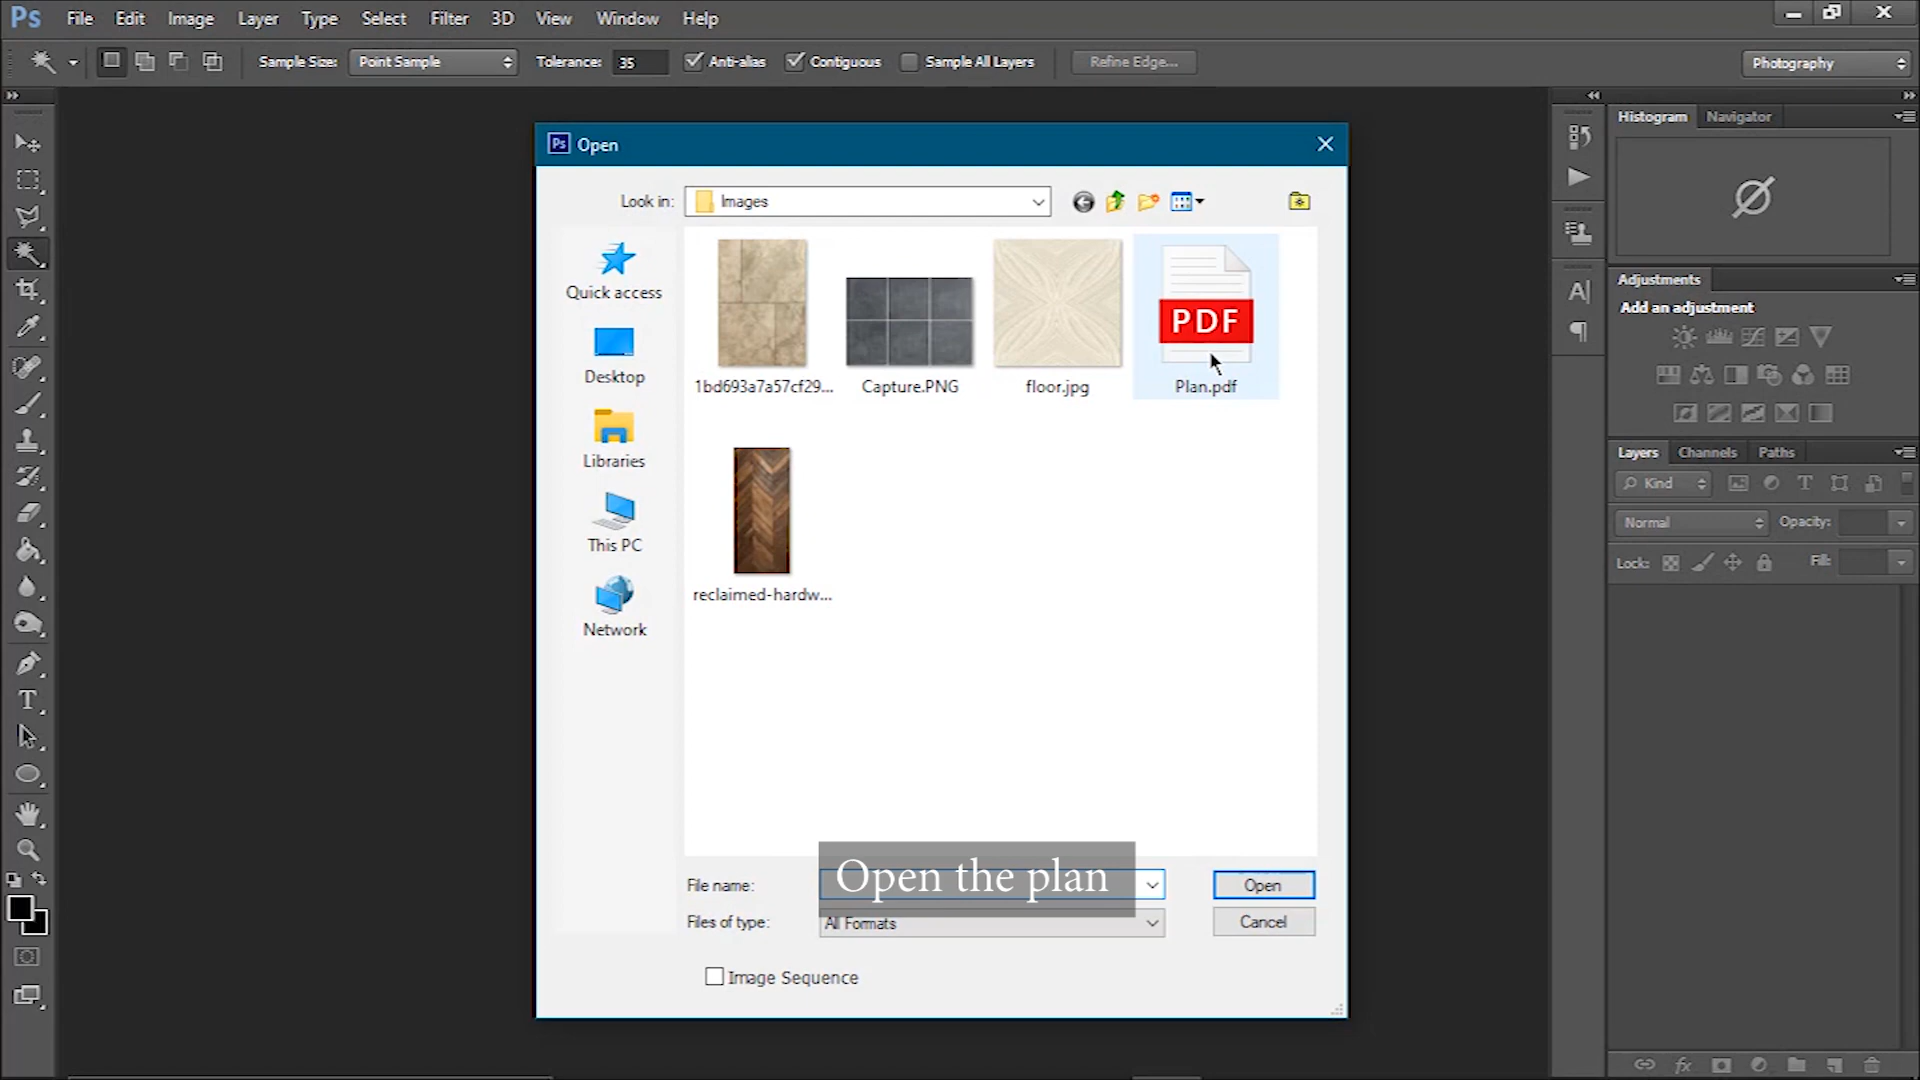 Ps File Edit Image Layer Type Select Filter 3D View Window Help
Sample Size: Point Sample Tolerance: 35 Anti-alias Contiguous Sample All Layers Refine Edge... Photography
Histogram Navigator
Ps Open
Look in: Images
Quick access
Desktop
Libraries
This PC
Network
1bd693a7a57cf29... Capture.PNG floor.jpg Plan.pdf
PDF
reclaimed-hardw...
File name: Open
Open the plan
Files of type: All Formats Cancel
Image Sequence
Adjustments
Add an adjustment
Layers Channels Paths
Kind
Normal Opacity:
Lock: Fill: